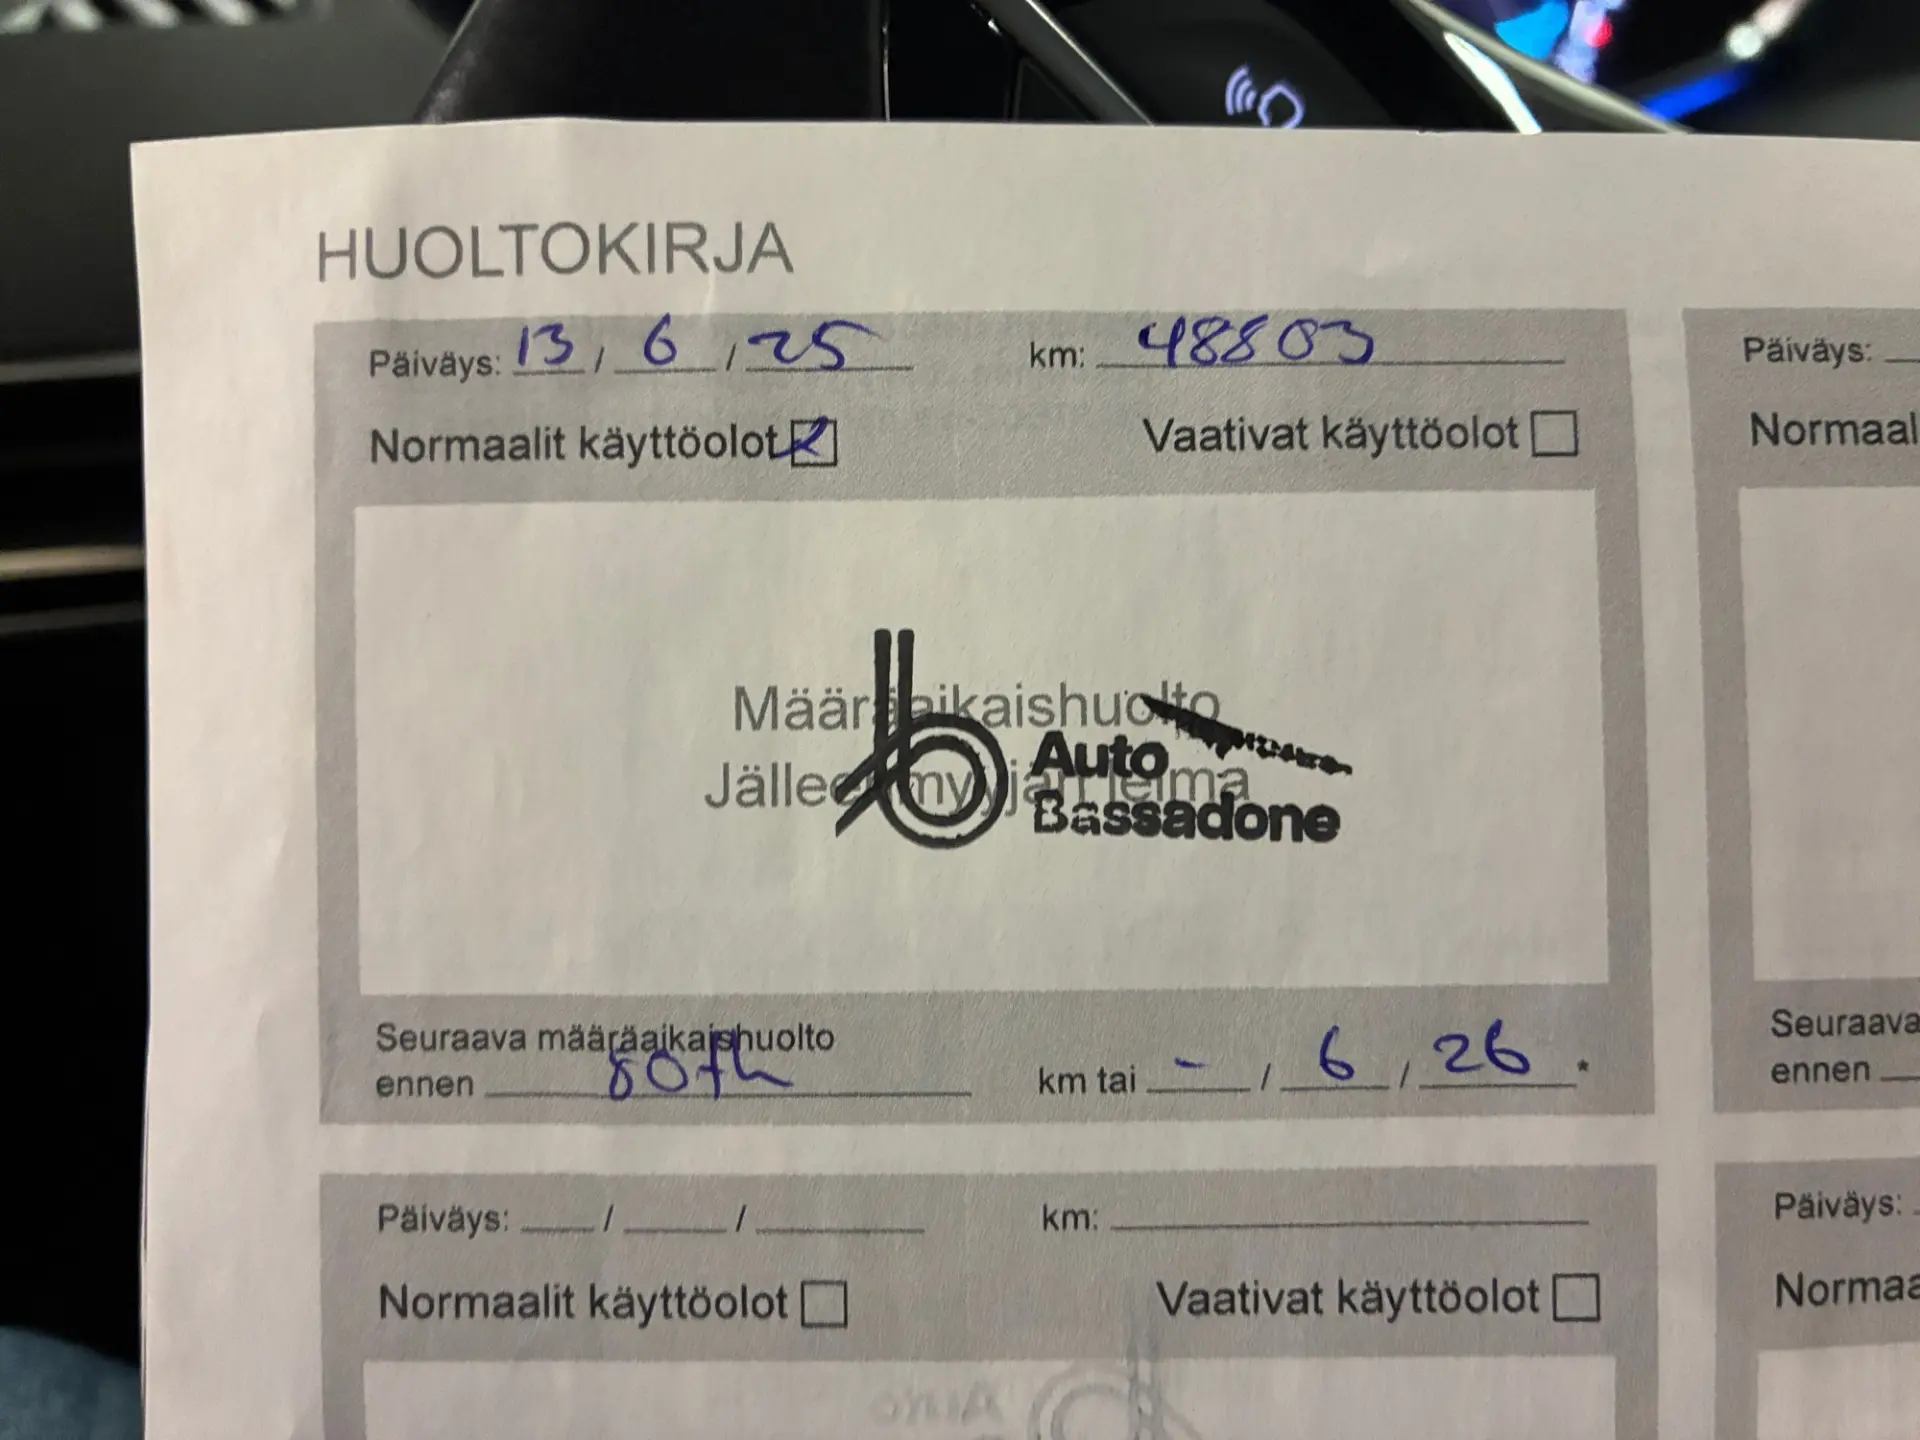 HUOLTOKIRJA
Päiväys: 13 / 6 / 25 km: 48803
Normaalit käyttöolot Vaativat käyttöolot
Määräaikaishuolto
Jälleenmyyjän leima
Auto
Bassadone
Seuraava määräaikaishuolto
ennen km tai - / 6 / 26 *
Päiväys: / / km:
Normaalit käyttöolot Vaativat käyttöolot
Päiväys:
Normaal
Seuraava
ennen
Päiväys:
Normaa